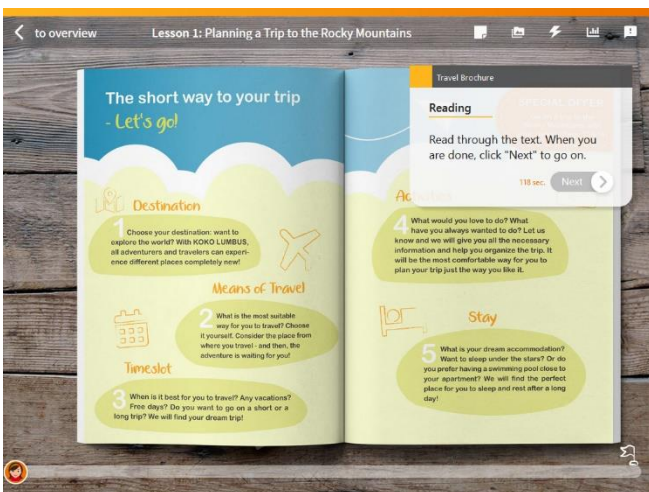 to overview
Lesson 1: Planning a Trip to the Rocky Mountains
The short way to your trip
- Let's go!
Destination
1
Choose your destination: want to
explore the world? With KOKO LUMBUS,
all adventurers and travelers can experi-
ence different places completely new!
Means of Travel
2
What is the most suitable
way for you to travel? Choose
it yourself. Consider the place from
where you travel - and then, the
adventure is waiting for you!
Timeslot
3
When is it best for you to travel? Any vacations?
Free days? Do you want to go on a short or a
long trip? We will find your dream trip!
SPECIAL OFFER
Travel Brochure
Reading
Read through the text. When you
are done, click "Next" to go on.
118 sec.
Next
Activities
4
What would you love to do? What
have you always wanted to do? Let us
know and we will give you all the necessary
information and help you organize the trip. It
will be the most comfortable way for you to
plan your trip just the way you like it.
Stay
5
What is your dream accommodation?
Want to sleep under the stars? Or do
you prefer having a swimming pool close to
your apartment? We will find the perfect
place for you to sleep and rest after a long
day!